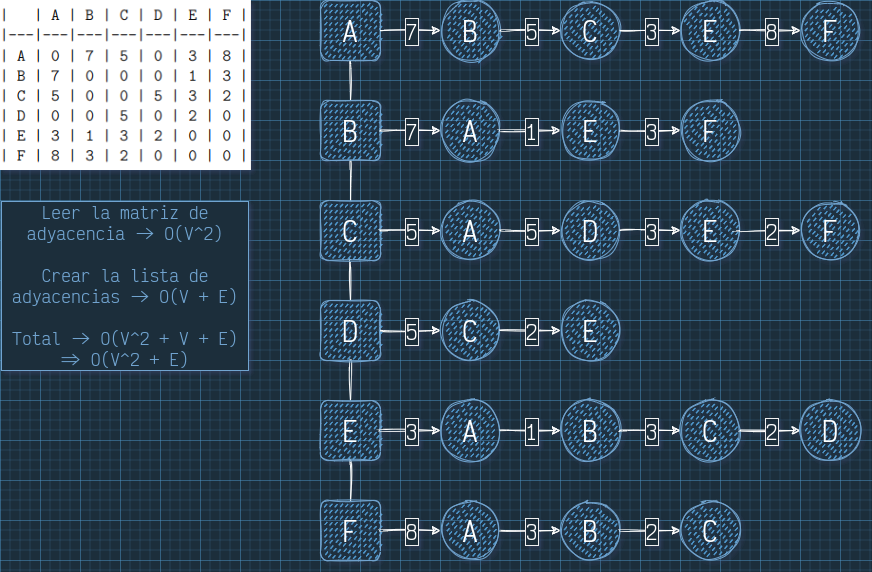 |   | A | B | C | D | E | F |
|---|---|---|---|---|---|---|
| A | 0 | 7 | 5 | 0 | 3 | 8 |
| B | 7 | 0 | 0 | 0 | 1 | 3 |
| C | 5 | 0 | 0 | 5 | 3 | 2 |
| D | 0 | 0 | 5 | 0 | 2 | 0 |
| E | 3 | 1 | 3 | 2 | 0 | 0 |
| F | 8 | 3 | 2 | 0 | 0 | 0 |
Leer la matriz de
adyacencia → O(V^2)
Crear la lista de
adyacencias → O(V + E)
Total → O(V^2 + V + E)
⇒ O(V^2 + E)
A 7 B 5 C 3 E 8 F
B 7 A 1 E 3 F
C 5 A 5 D 3 E 2 F
D 5 C 2 E
E 3 A 1 B 3 C 2 D
F 8 A 3 B 2 C